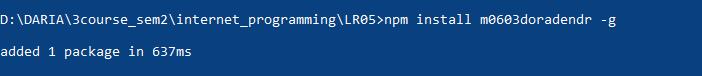 D:\DARIA\3course_sem2\internet_programming\LR05>npm install m0603doradendr -g
added 1 package in 637ms